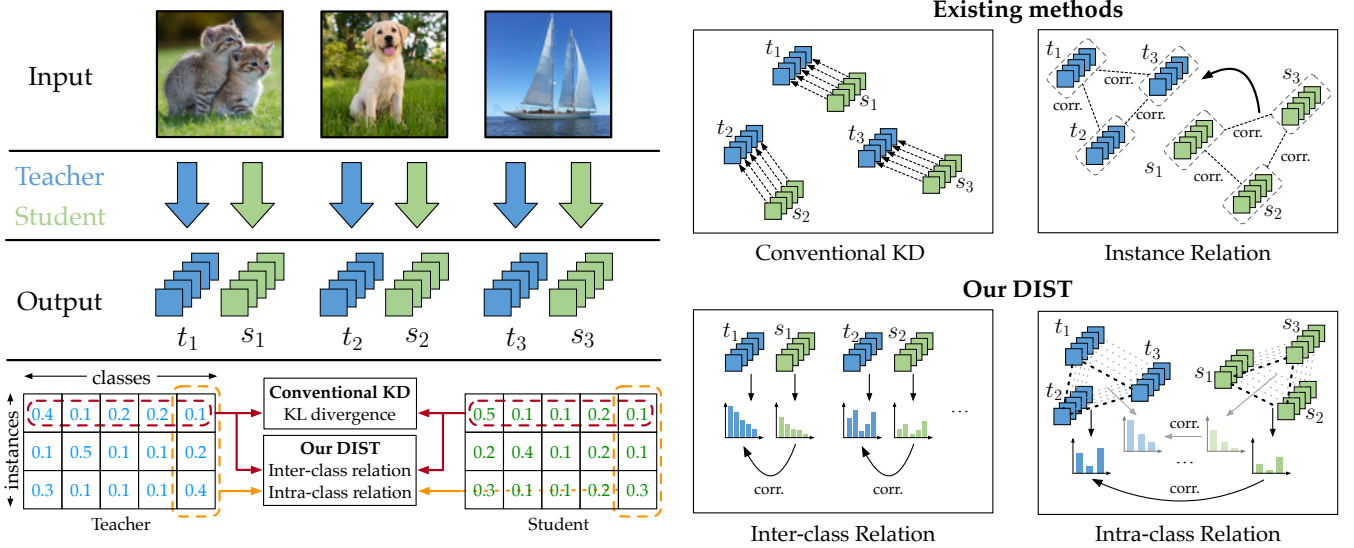 Input
Teacher
Student
Output
t1 s1 t2 s2 t3 s3
classes
instances
0.4 0.1 0.2 0.2 0.1
0.1 0.5 0.1 0.1 0.2
0.3 0.1 0.1 0.1 0.4
Teacher
Conventional KD
KL divergence
Our DIST
Inter-class relation
Intra-class relation
0.5 0.1 0.1 0.2 0.1
0.2 0.4 0.1 0.2 0.1
0.3 0.1 0.1 0.2 0.3
Student
Existing methods
t1
s1
t2
s2
t3
s3
Conventional KD
t1
t3
s3
corr.
corr.
corr.
t2
s1
corr.
corr.
corr.
s2
Instance Relation
Our DIST
t1 s1 t2 s2
...
corr.
corr.
Inter-class Relation
t1
t3
t2
s3
s1
s2
corr.
...
corr.
Intra-class Relation